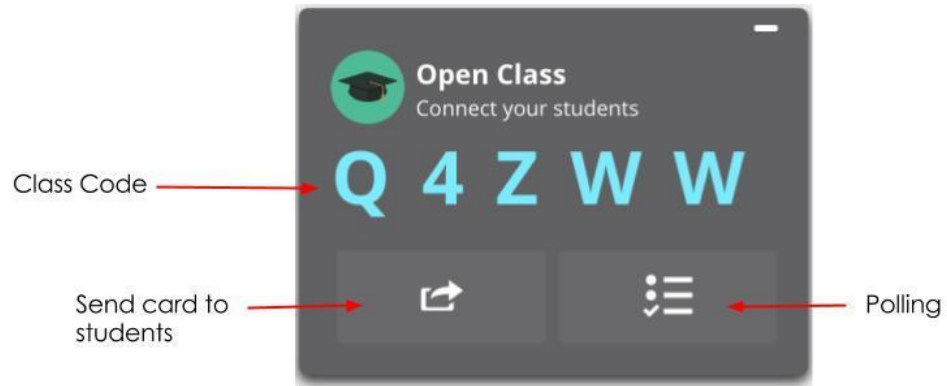 Open Class
Connect your students
Class Code
Q 4 Z W W
Send card to
students
Polling